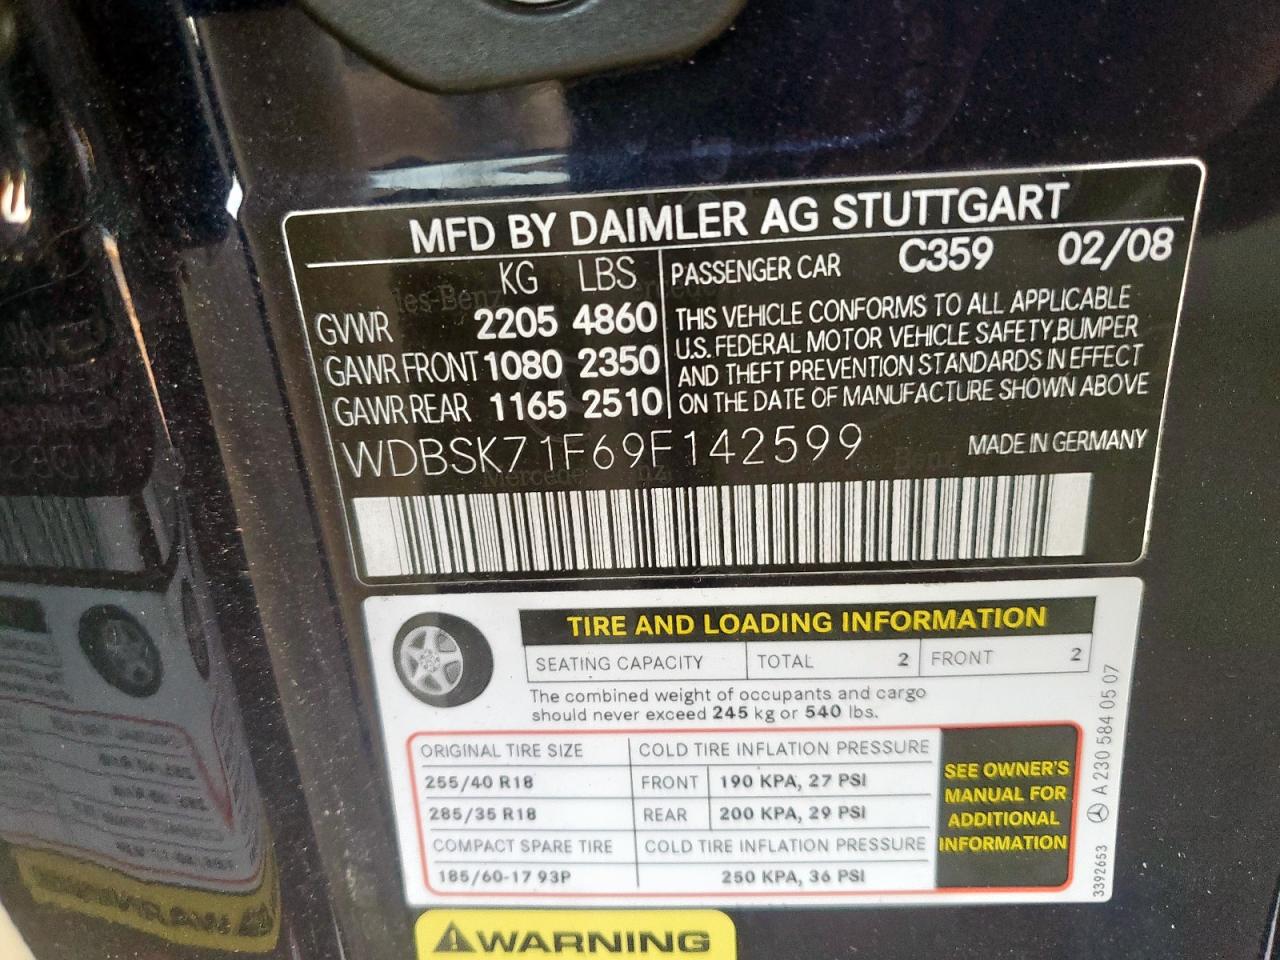 MFD BY DAIMLER AG STUTTGART
KG LBS PASSENGER CAR C359 02/08
GVWR 2205 4860
GAWR FRONT 1080 2350
GAWR REAR 1165 2510
THIS VEHICLE CONFORMS TO ALL APPLICABLE
U.S. FEDERAL MOTOR VEHICLE SAFETY,BUMPER
AND THEFT PREVENTION STANDARDS IN EFFECT
ON THE DATE OF MANUFACTURE SHOWN ABOVE
WDBSK71F69F142599 MADE IN GERMANY
TIRE AND LOADING INFORMATION
SEATING CAPACITY TOTAL 2 FRONT 2
The combined weight of occupants and cargo
should never exceed 245 kg or 540 lbs.
ORIGINAL TIRE SIZE COLD TIRE INFLATION PRESSURE
255/40 R18 FRONT 190 KPA, 27 PSI
285/35 R18 REAR 200 KPA, 29 PSI
COMPACT SPARE TIRE COLD TIRE INFLATION PRESSURE
185/60-17 93P 250 KPA, 36 PSI
SEE OWNER'S
MANUAL FOR
ADDITIONAL
INFORMATION
3392653 A 230 584 05 07
WARNING